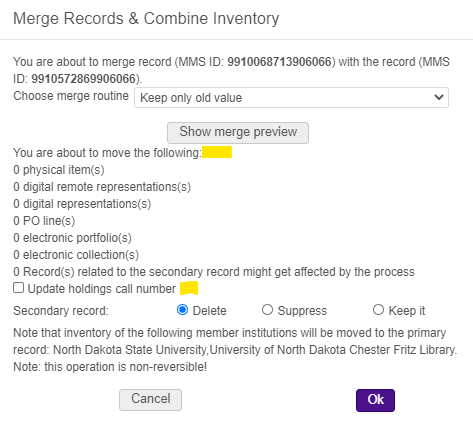 Merge Records & Combine Inventory
You are about to merge record (MMS ID: 9910068713906066) with the record (MMS
ID: 9910572869906066).
Choose merge routine Keep only old value
Show merge preview
You are about to move the following:
0 physical item(s)
0 digital remote representations(s)
0 digital representations(s)
0 PO line(s)
0 electronic portfolio(s)
0 electronic collection(s)
0 Record(s) related to the secondary record might get affected by the process
Update holdings call number
Secondary record: Delete Suppress Keep it
Note that inventory of the following member institutions will be moved to the primary
record: North Dakota State University,University of North Dakota Chester Fritz Library.
Note: this operation is non-reversible!
Cancel Ok